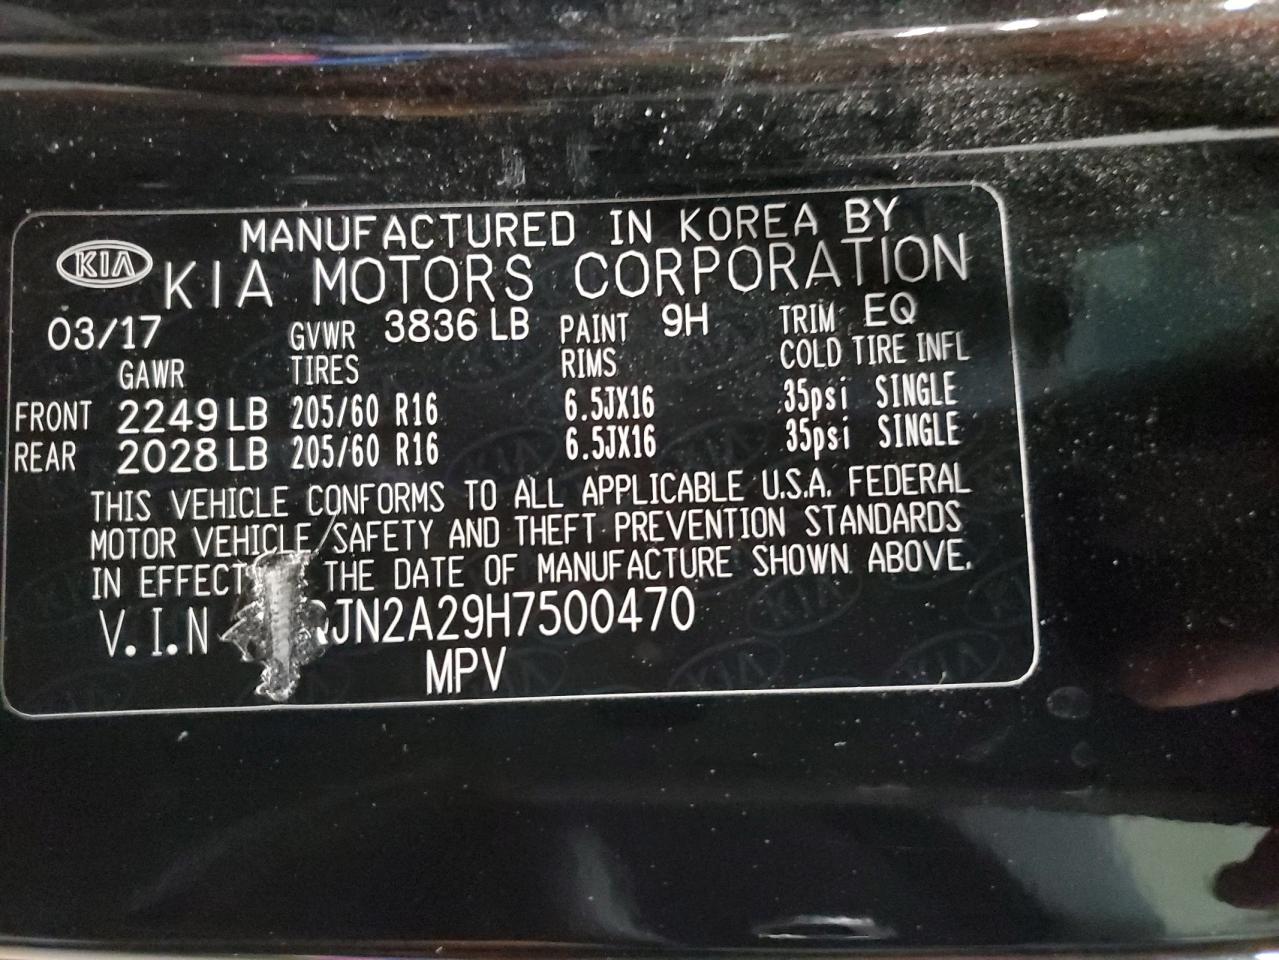 MANUFACTURED IN KOREA BY
KIA KIA MOTORS CORPORATION
03/17 GVWR 3836 LB PAINT 9H TRIM EQ
GAWR TIRES RIMS COLD TIRE INFL
FRONT 2249 LB 205/60 R16 6.5JX16 35psi SINGLE
REAR 2028 LB 205/60 R16 6.5JX16 35psi SINGLE
THIS VEHICLE CONFORMS TO ALL APPLICABLE U.S.A. FEDERAL
MOTOR VEHICLE SAFETY AND THEFT PREVENTION STANDARDS
IN EFFECT THE DATE OF MANUFACTURE SHOWN ABOVE.
V.I.N JN2A29H7500470
MPV